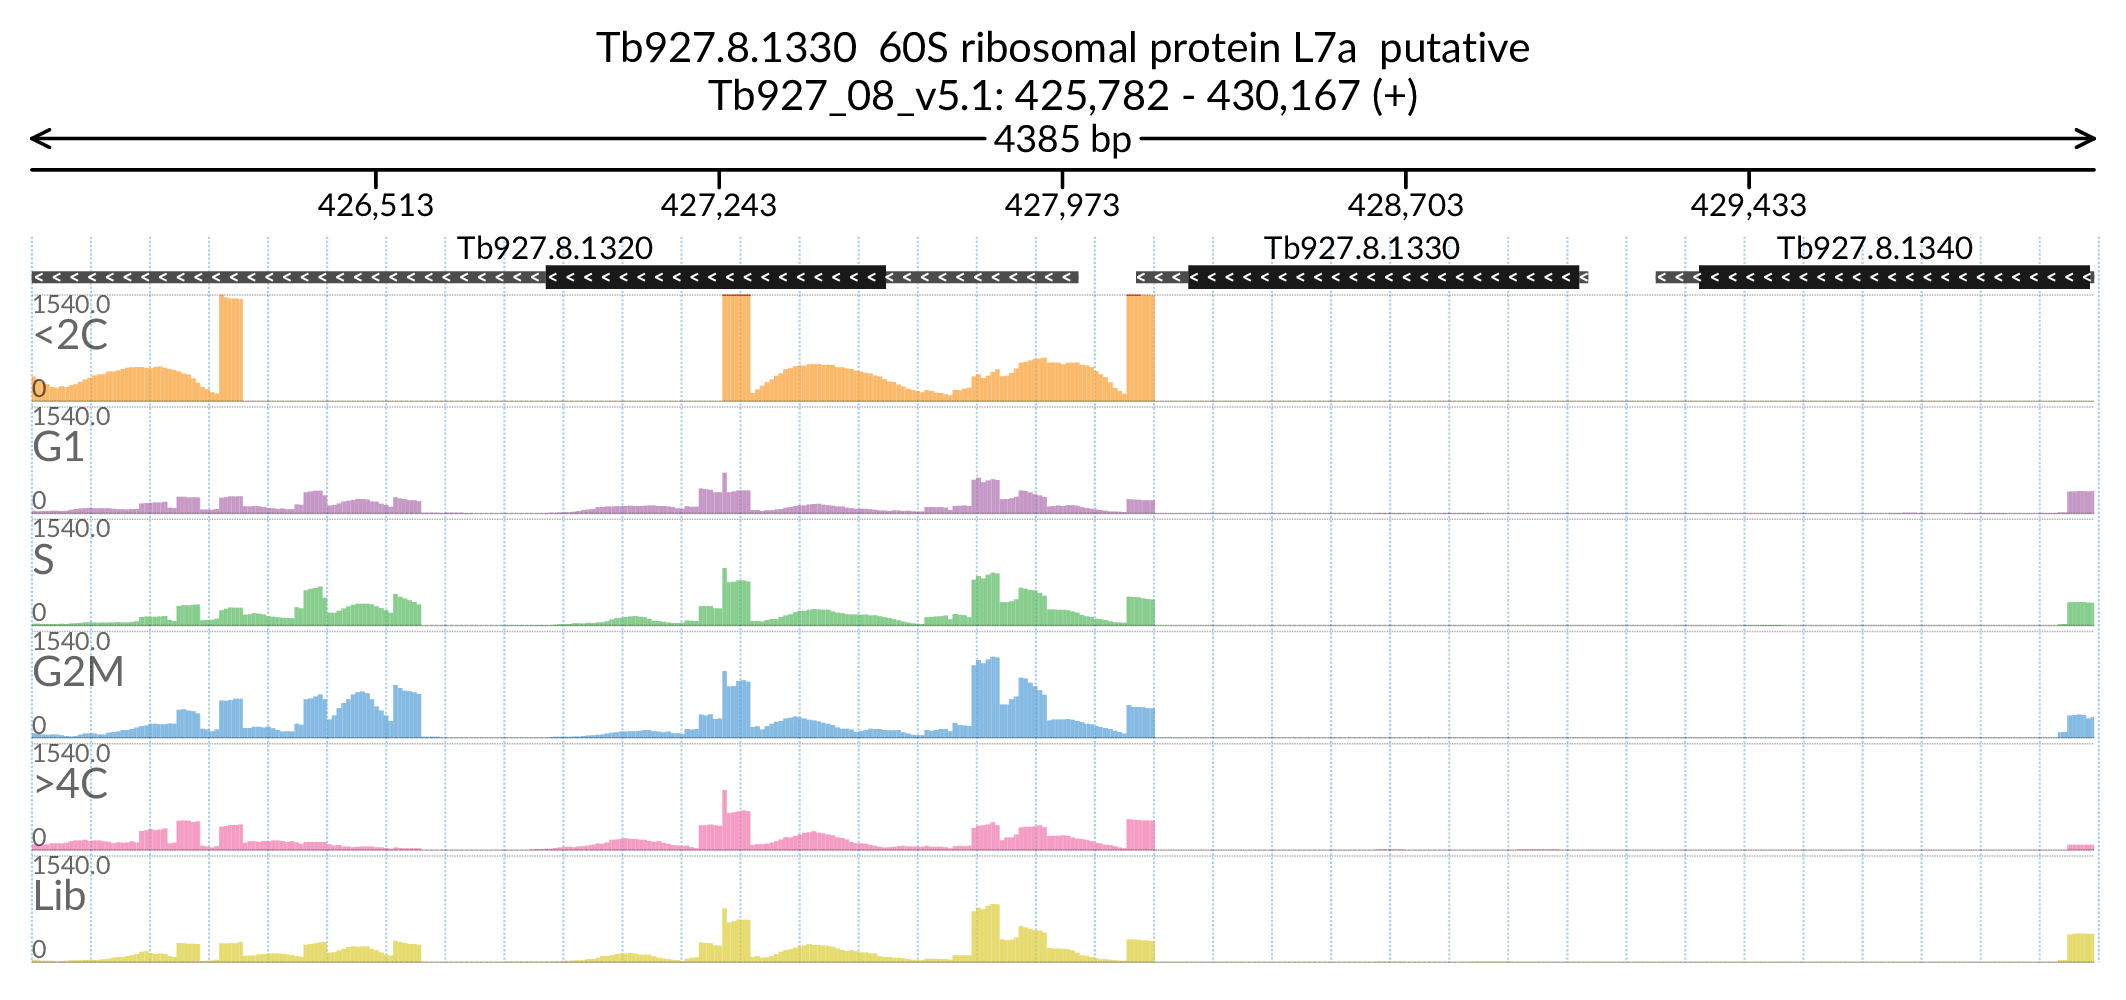 Tb927.8.1330  60S ribosomal protein L7a  putative
Tb927_08_v5.1: 425,782 - 430,167 (+)
4385 bp
426,513 427,243 427,973 428,703 429,433
Tb927.8.1320 Tb927.8.1330 Tb927.8.1340
1540.0
<2C
0
1540.0
G1
0
1540.0
S
0
1540.0
G2M
0
1540.0
>4C
0
1540.0
Lib
0